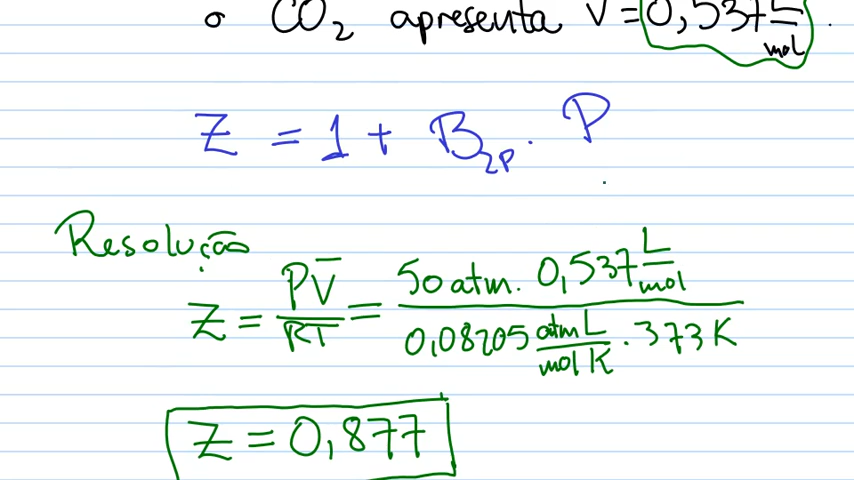 o CO₂ apresenta V = 0,537 L/mol.
Z = 1 + B₂P · P
Resolução
Z = PV̅/RT = 50 atm. 0,537 L/mol / 0,08205 atm L/mol K . 373 K
Z = 0,877